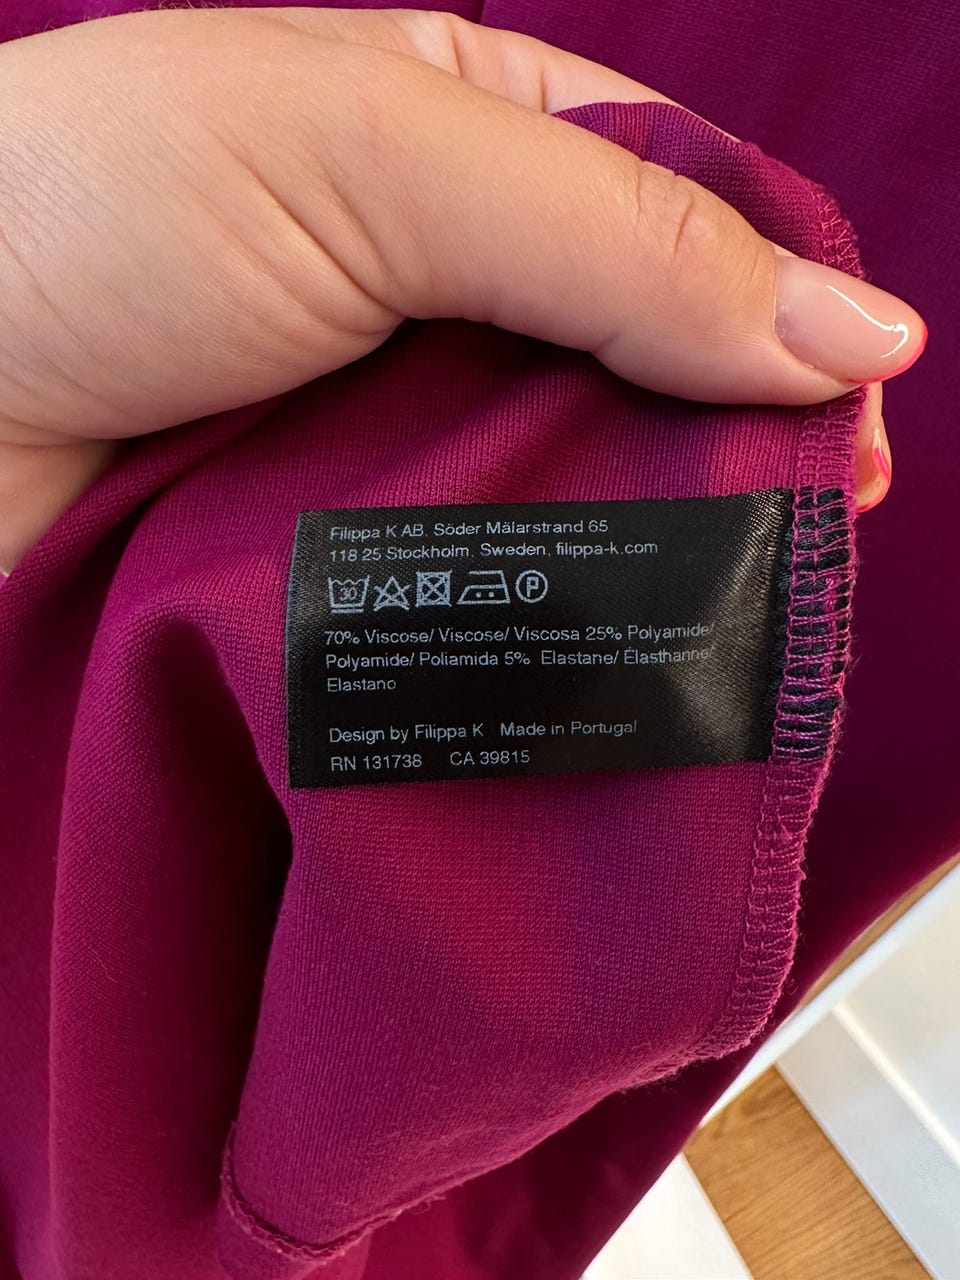 Filippa K AB. Söder Mälarstrand 65
118 25 Stockholm. Sweden. filippa-k.com
30 P
70% Viscose/ Viscose/ Viscosa 25% Polyamide/
Polyamide/ Poliamida 5% Elastane/ Élasthanne/
Elastano
Design by Filippa K Made in Portugal
RN 131738 CA 39815